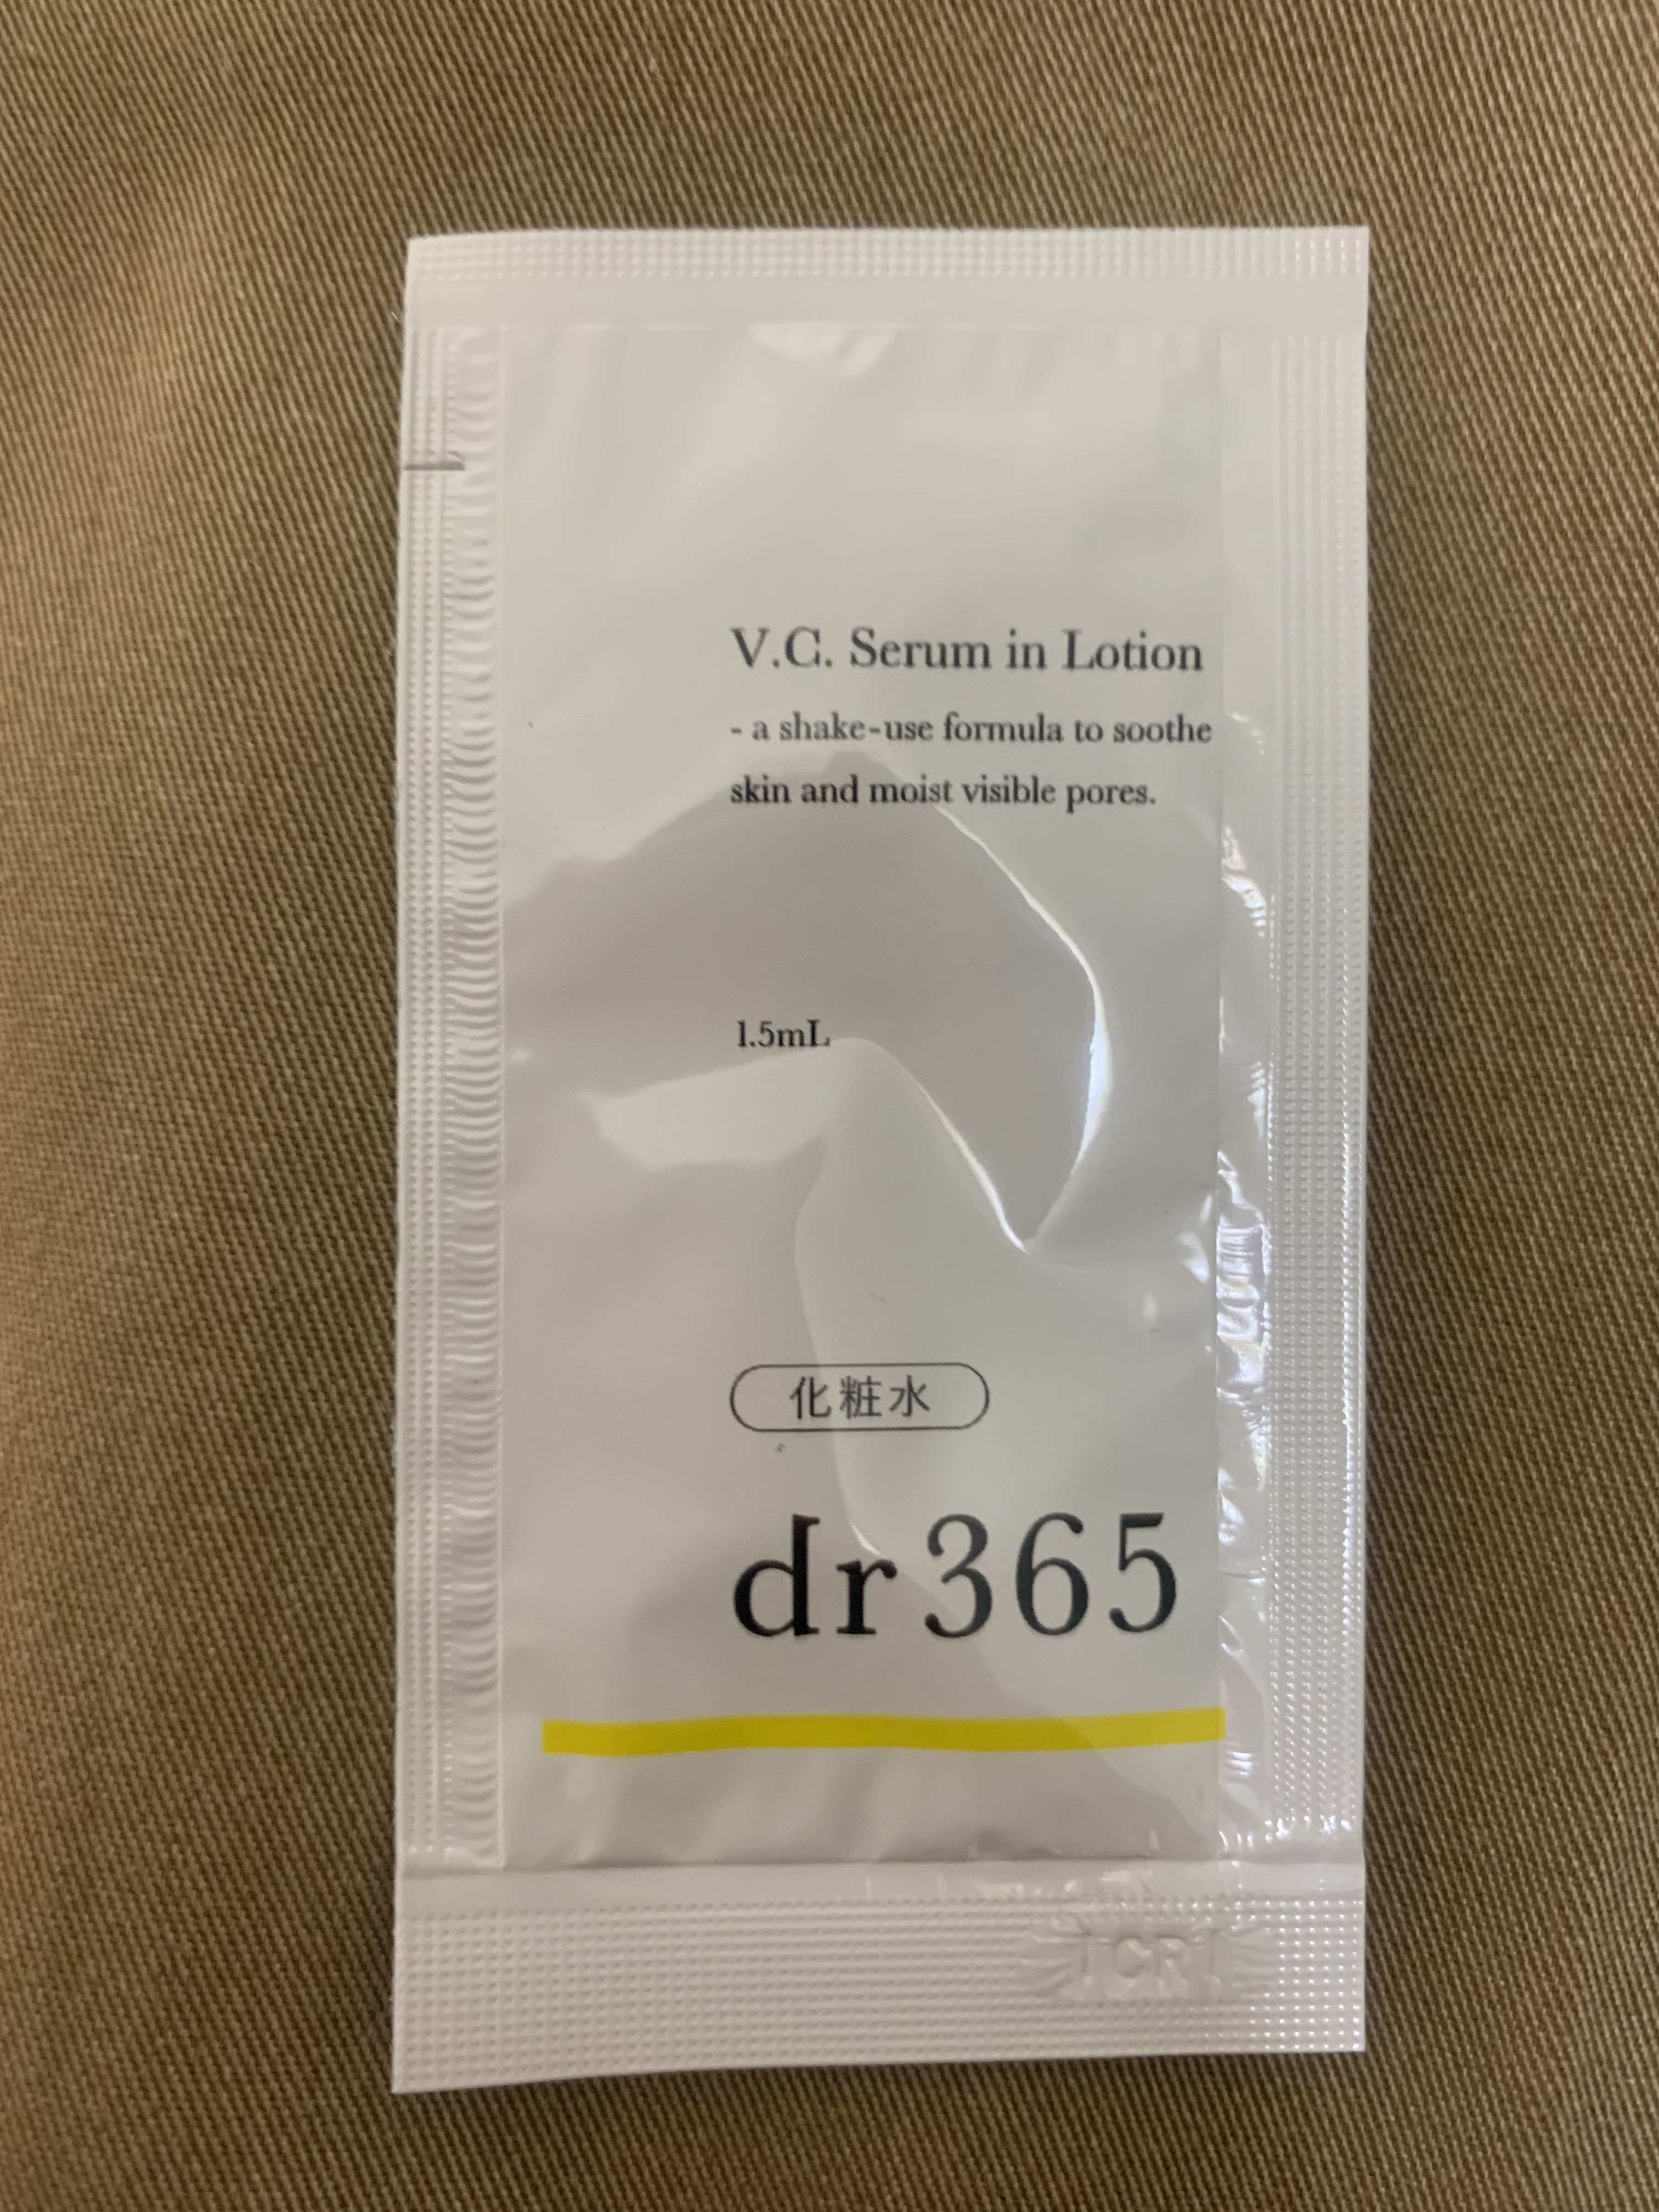 V.C. Serum in Lotion
- a shake-use formula to soothe
skin and moist visible pores.
1.5mL
化粧水
dr365